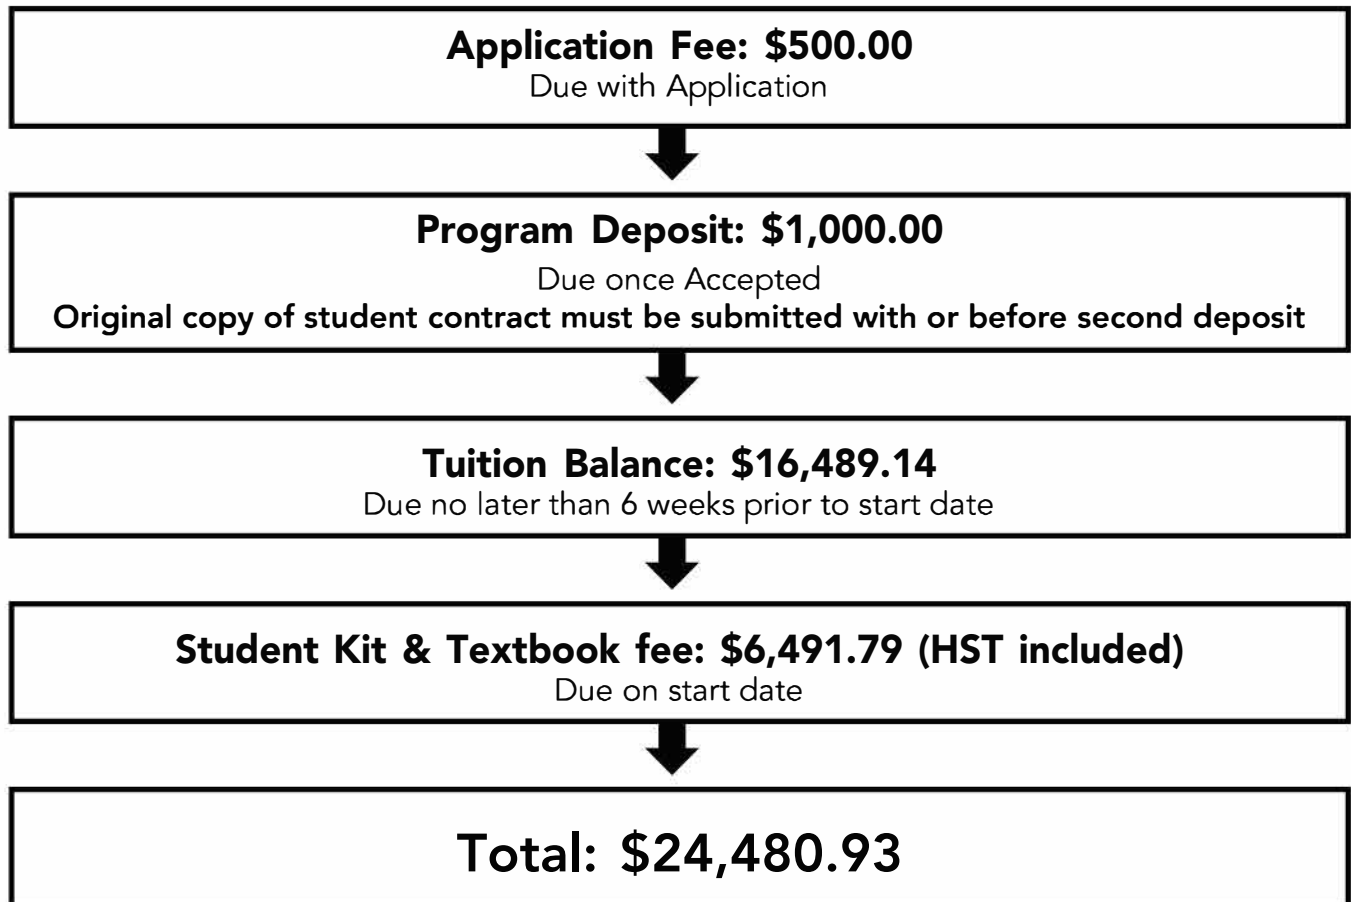 Application Fee: $500.00
Due with Application
Program Deposit: $1,000.00
Due once Accepted
Original copy of student contract must be submitted with or before second deposit
Tuition Balance: $16,489.14
Due no later than 6 weeks prior to start date
Student Kit & Textbook fee: $6,491.79 (HST included)
Due on start date
Total: $24,480.93